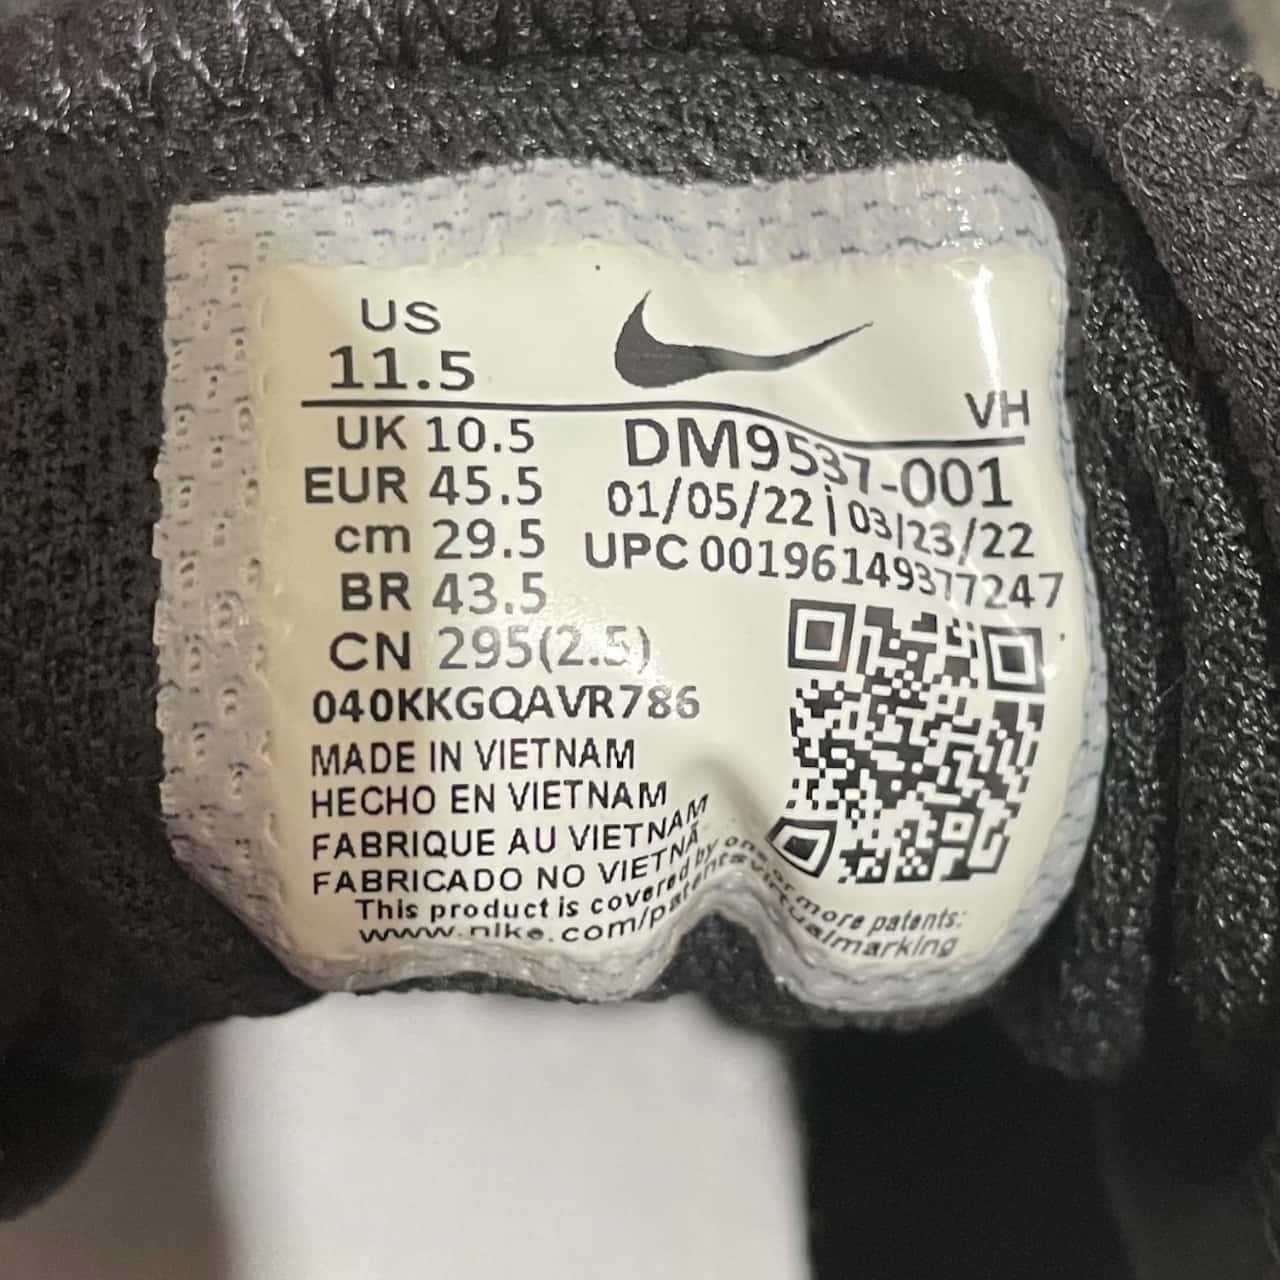 US
11.5
VH
UK 10.5
EUR 45.5
cm 29.5
BR 43.5
CN 295(2.5)
DM9537-001
01/05/22 | 03/23/22
UPC 00196149377247
040KKGQAVR786
MADE IN VIETNAM
HECHO EN VIETNAM
FABRIQUE AU VIETNAM
FABRICADO NO VIETNÃ
This product is covered by one or more patents:
www.nike.com/patentsvirtualmarking